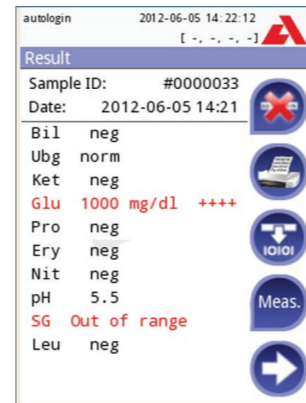 autologin 2012-06-05 14:22:12
[ -, -, -, -]
Result
Sample ID: #0000033
Date: 2012-06-05 14:21
Bil neg
Ubg norm
Ket neg
Glu 1000 mg/dl ++++
Pro neg
Ery neg
Nit neg
pH 5.5
SG Out of range
Leu neg
IOIOI
Meas.